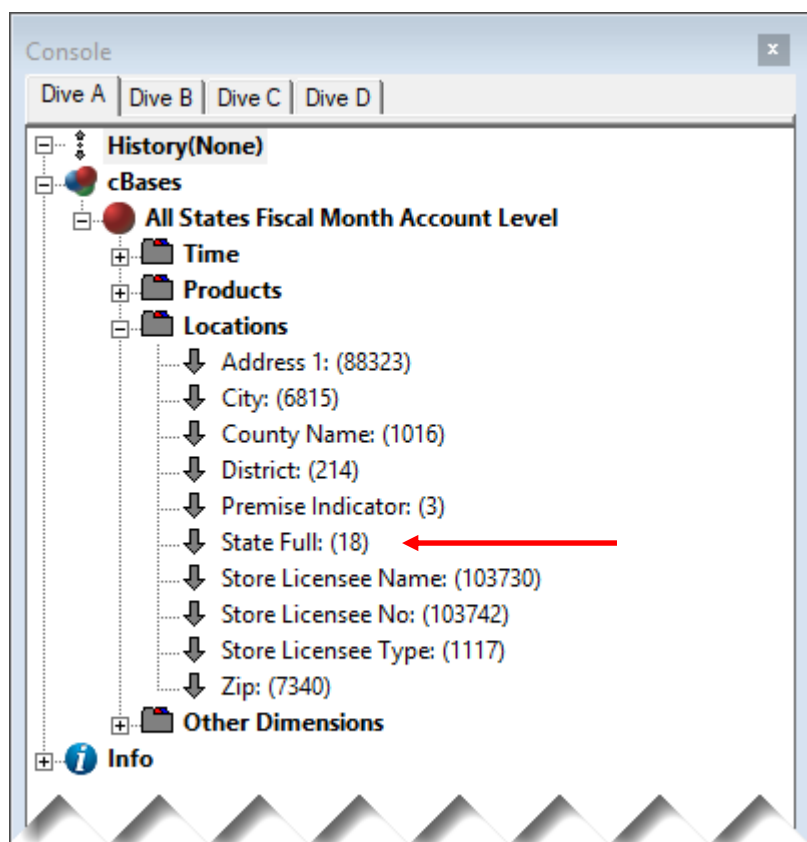 Console
x
Dive A Dive B Dive C Dive D
History(None)
cBases
All States Fiscal Month Account Level
Time
Products
Locations
Address 1: (88323)
City: (6815)
County Name: (1016)
District: (214)
Premise Indicator: (3)
State Full: (18)
Store Licensee Name: (103730)
Store Licensee No: (103742)
Store Licensee Type: (1117)
Zip: (7340)
Other Dimensions
i Info